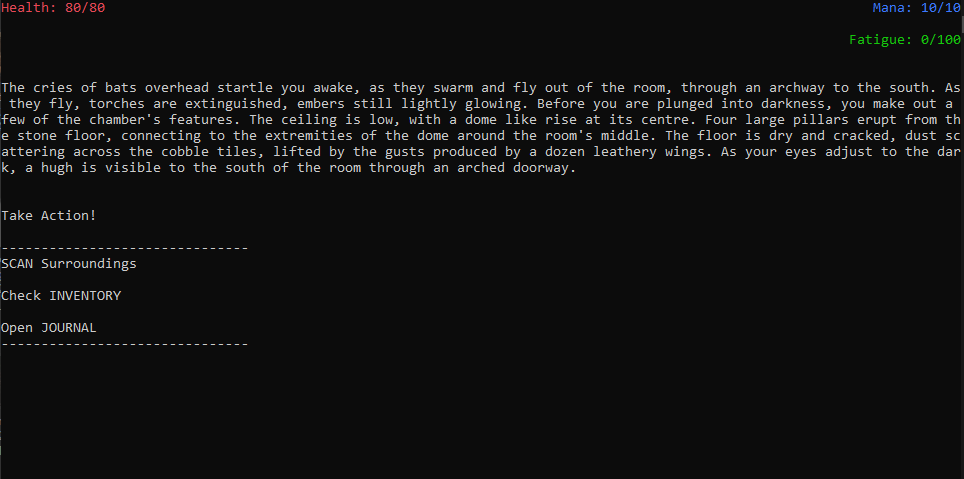 Health: 80/80 Mana: 10/10
Fatigue: 0/100
The cries of bats overhead startle you awake, as they swarm and fly out of the room, through an archway to the south. As
they fly, torches are extinguished, embers still lightly glowing. Before you are plunged into darkness, you make out a
few of the chamber's features. The ceiling is low, with a dome like rise at its centre. Four large pillars erupt from th
e stone floor, connecting to the extremities of the dome around the room's middle. The floor is dry and cracked, dust sc
attering across the cobble tiles, lifted by the gusts produced by a dozen leathery wings. As your eyes adjust to the dar
k, a hugh is visible to the south of the room through an arched doorway.
Take Action!
-------------------------------
SCAN Surroundings
Check INVENTORY
Open JOURNAL
-------------------------------